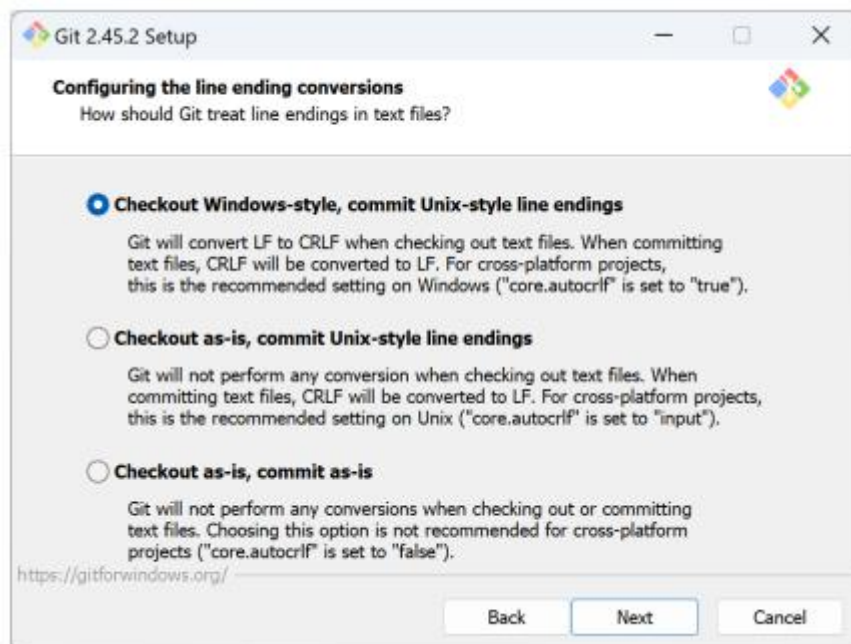 Git 2.45.2 Setup
Configuring the line ending conversions
How should Git treat line endings in text files?
Checkout Windows-style, commit Unix-style line endings
Git will convert LF to CRLF when checking out text files. When committing
text files, CRLF will be converted to LF. For cross-platform projects,
this is the recommended setting on Windows ("core.autocrlf" is set to "true").
Checkout as-is, commit Unix-style line endings
Git will not perform any conversion when checking out text files. When
committing text files, CRLF will be converted to LF. For cross-platform projects,
this is the recommended setting on Unix ("core.autocrlf" is set to "input").
Checkout as-is, commit as-is
Git will not perform any conversions when checking out or committing
text files. Choosing this option is not recommended for cross-platform
projects ("core.autocrlf" is set to "false").
https://gitforwindows.org/
Back Next Cancel